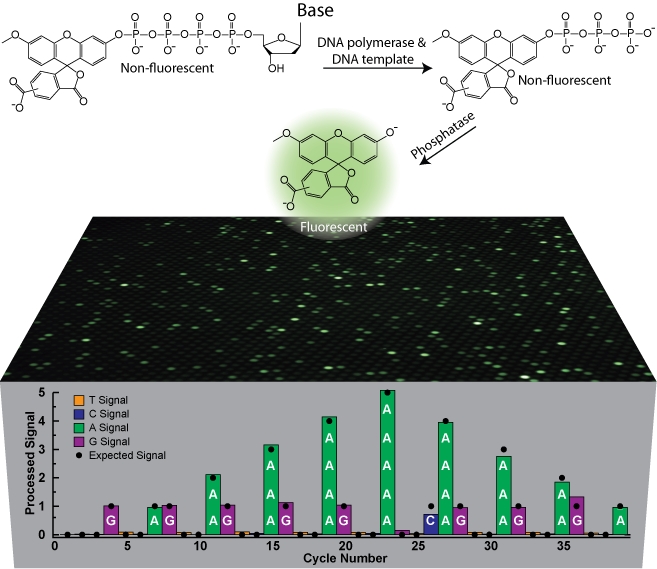 Base
O O O O
O O O P O P O P O P O O
O⁻ O⁻ O⁻ O⁻
OH
O
O
O
O⁻
Non-fluorescent
DNA polymerase &
DNA template
O O O
O O O P O P O P O⁻
O⁻ O⁻ O⁻
O
O
O
O⁻
Non-fluorescent
Phosphatase
O O O⁻
O
O
O
O⁻
Fluorescent
Processed Signal
5
4
3
2
1
0
T Signal
C Signal
A Signal
G Signal
Expected Signal
A
A A A
A A A A A
A A A A A A A
G A G A G A G A G A C A G A G A G A
0 5 10 15 20 25 30 35
Cycle Number